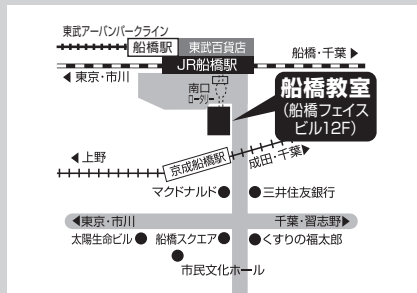 東武アーバンパークライン
船橋駅
東武百貨店
船橋・千葉▶
JR船橋駅
◀東京・市川
南口
ロータリー
船橋教室
(船橋フェイス
ビル12F)
◀上野
京成船橋駅
成田・千葉▶
マクドナルド●
●三井住友銀行
◀東京・市川
千葉・習志野▶
太陽生命ビル●
船橋スクエア●
●くすりの福太郎
市民文化ホール